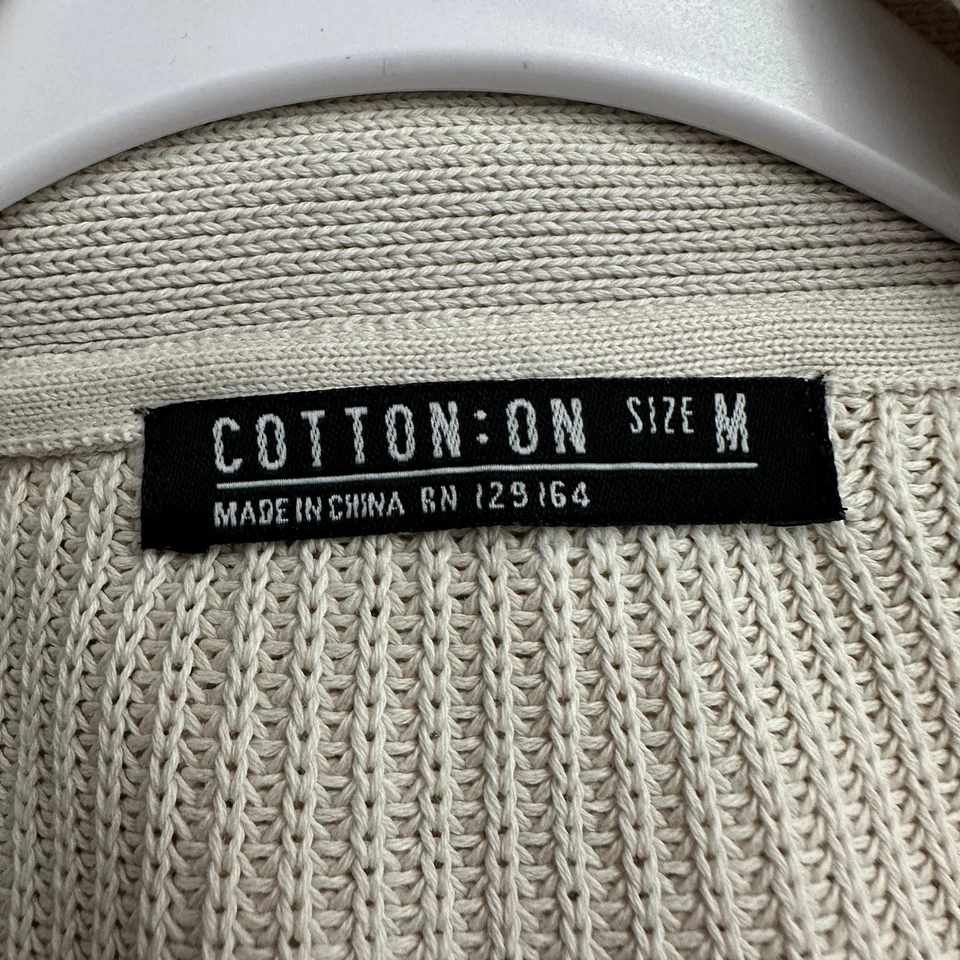 COTTON:ON SIZE M
MADE IN CHINA RN 129164